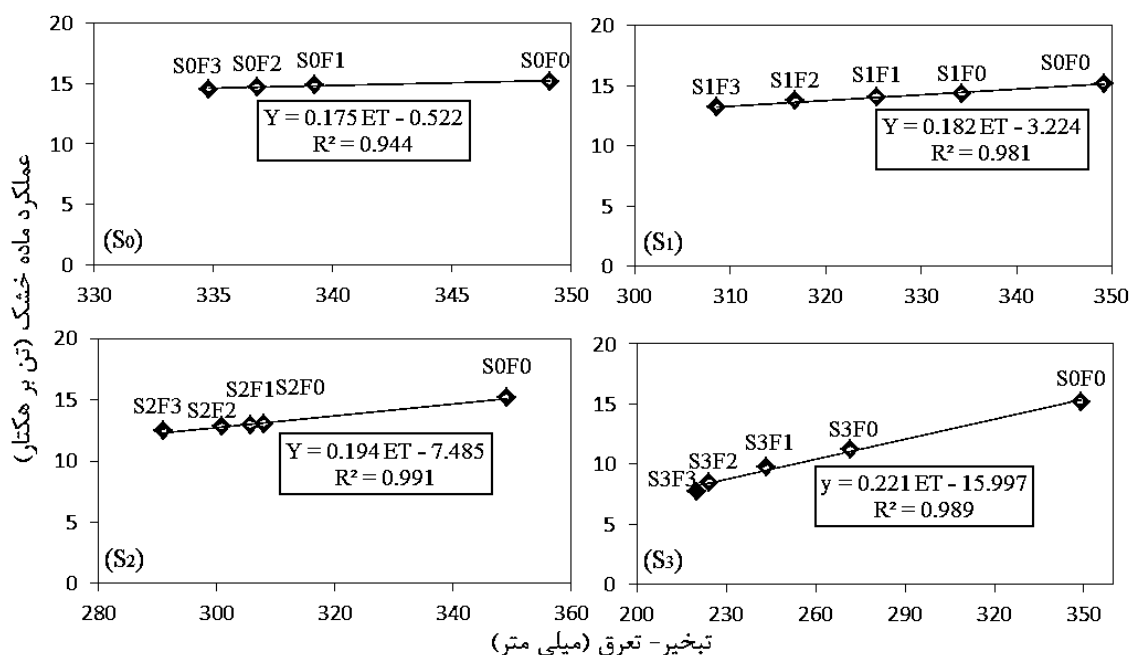 عملکرد ماده خشک (تن بر هکتار)
20
15
10
5
0
S0F3 S0F2 S0F1 S0F0
Y = 0.175 ET - 0.522
R² = 0.944
(S0)
330 335 340 345 350
20
15
10
5
0
S1F3 S1F2 S1F1 S1F0 S0F0
Y = 0.182 ET - 3.224
R² = 0.981
(S1)
300 310 320 330 340 350
20
15
10
5
0
S2F3 S2F2 S2F1 S2F0 S0F0
Y = 0.194 ET - 7.485
R² = 0.991
(S2)
280 300 320 340 360
20
15
10
5
0
S3F3 S3F2 S3F1 S3F0 S0F0
y = 0.221 ET - 15.997
R² = 0.989
(S3)
200 230 260 290 320 350
تبخیر- تعرق (میلی متر)